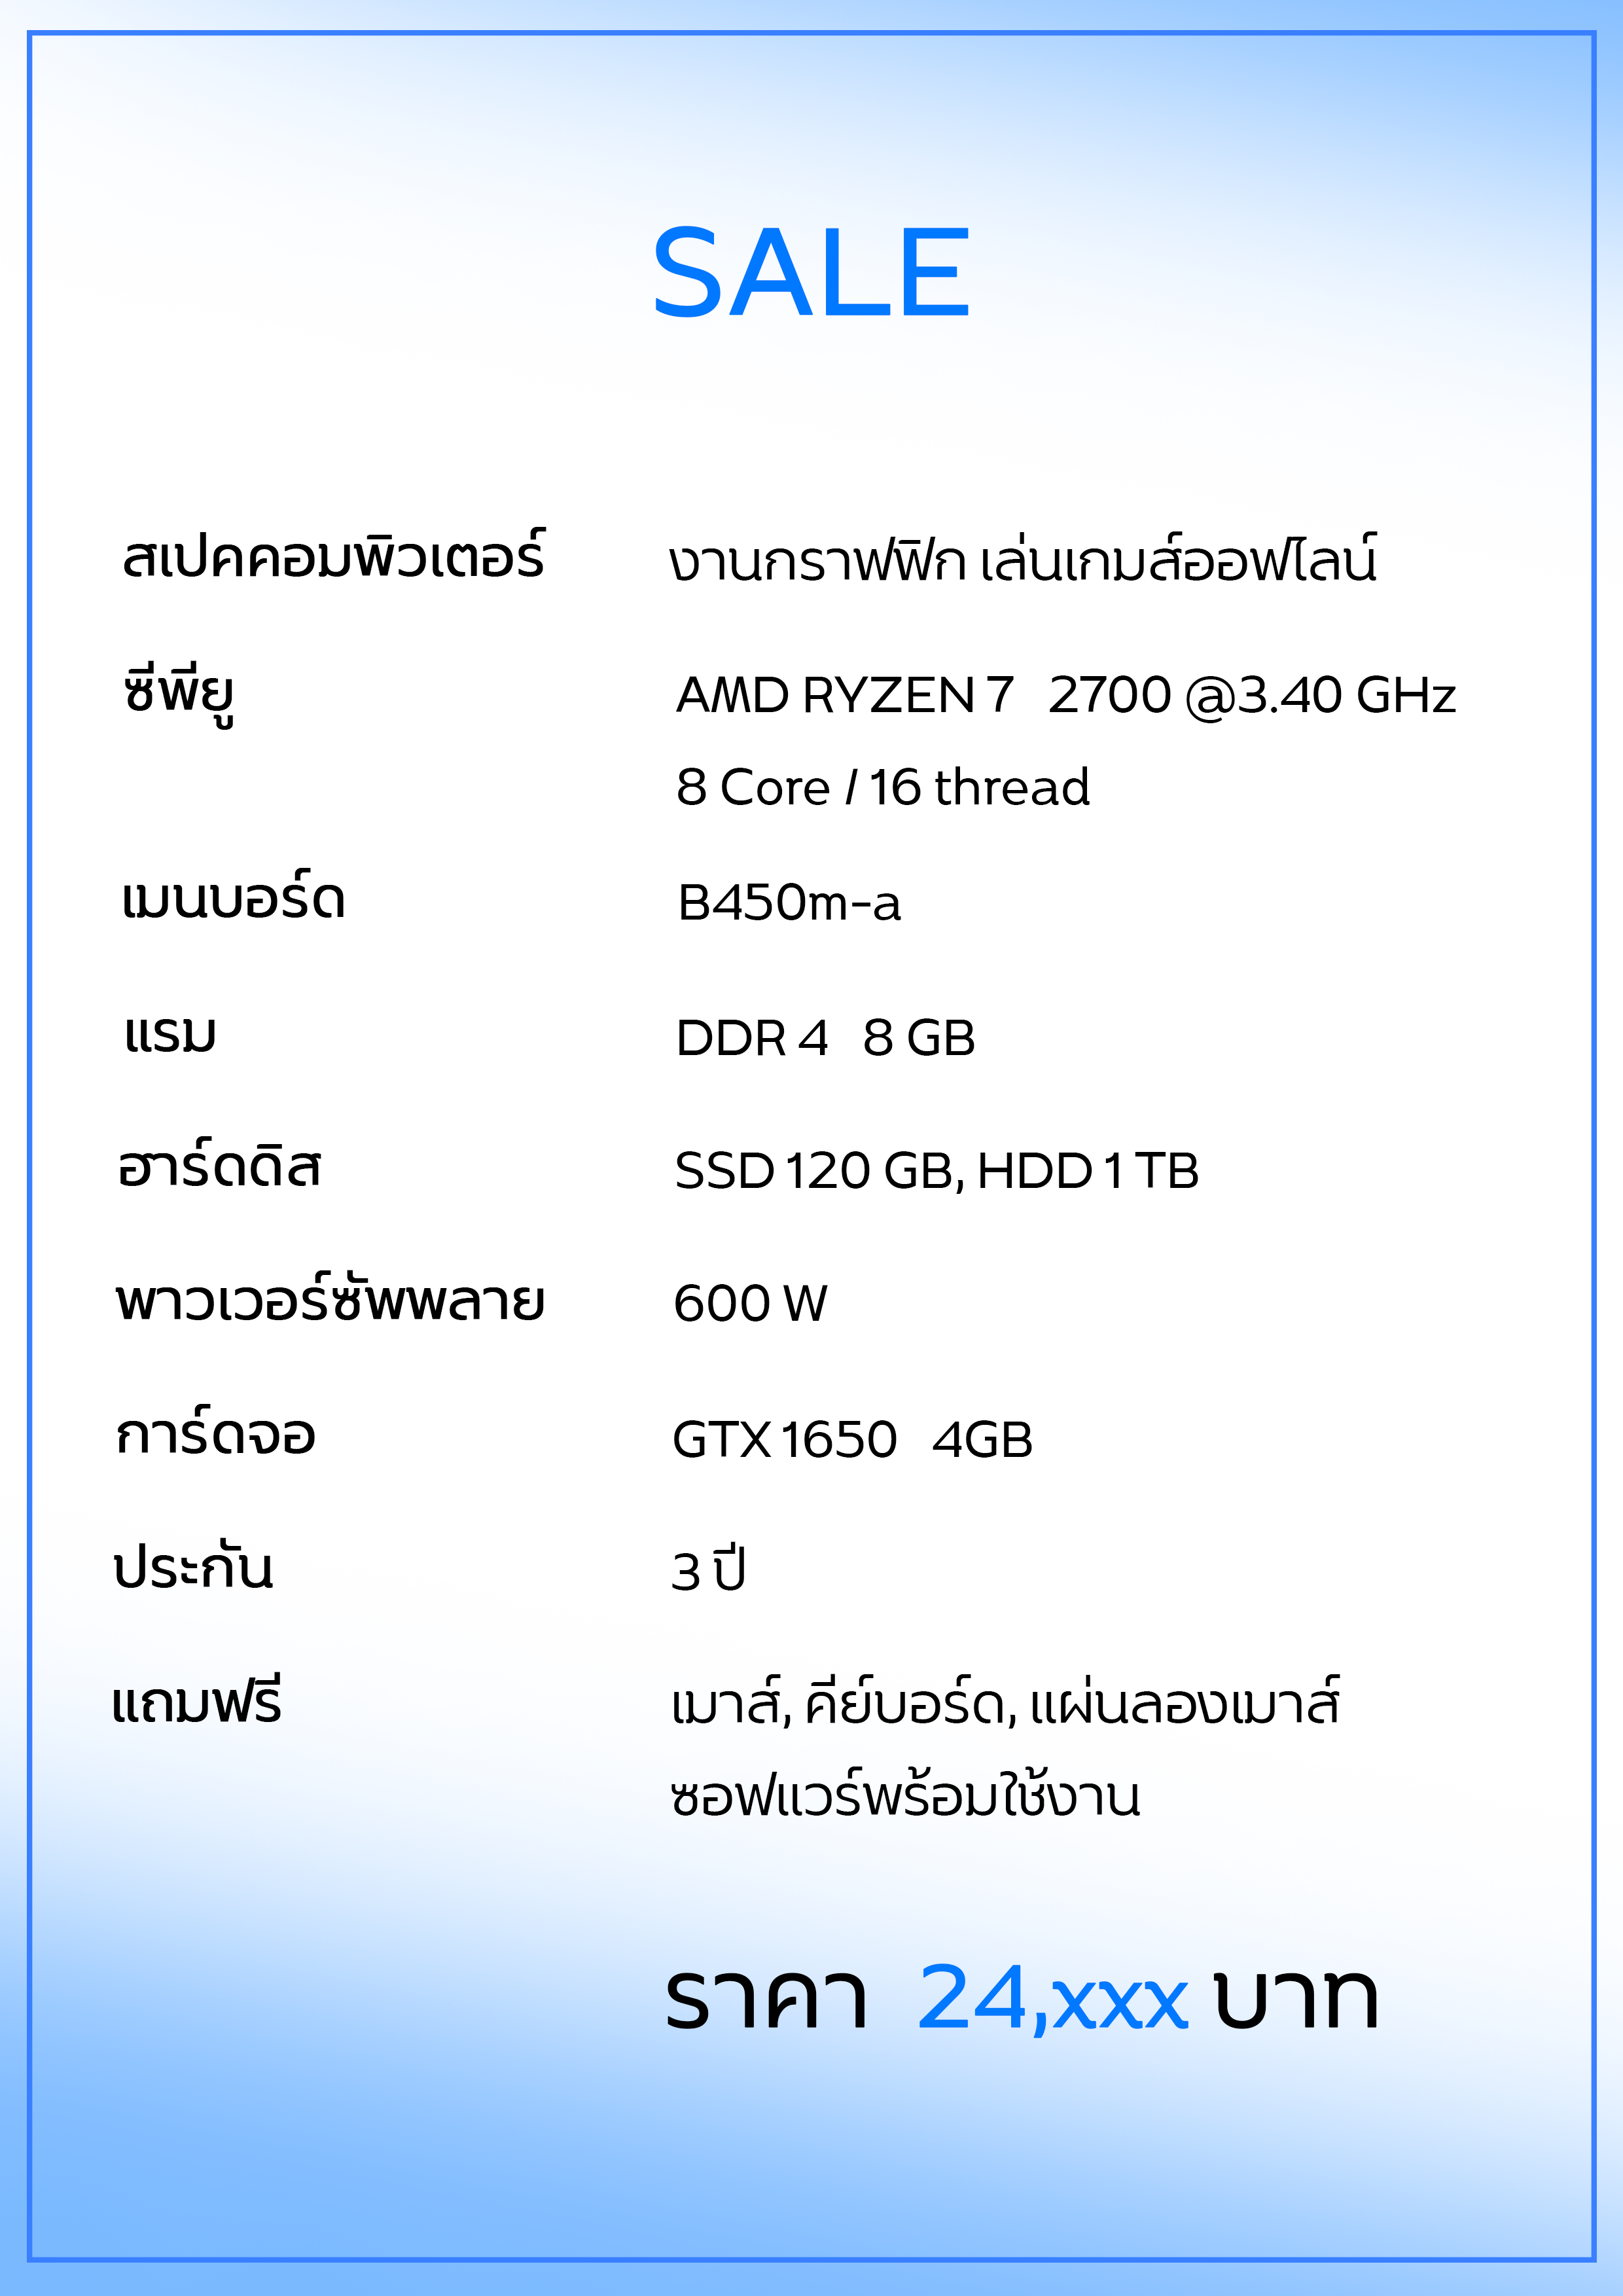 SALE
สเปคคอมพิวเตอร์ งานกราฟฟิก เล่นเกมส์ออฟไลน์
ซีพียู AMD RYZEN 7 2700 @3.40 GHz
8 Core / 16 thread
เมนบอร์ด B450m-a
แรม DDR 4 8 GB
ฮาร์ดดิส SSD 120 GB, HDD 1 TB
พาวเวอร์ซัพพลาย 600 W
การ์ดจอ GTX 1650 4GB
ประกัน 3 ปี
แถมฟรี เมาส์, คีย์บอร์ด, แผ่นลองเมาส์
ซอฟแวร์พร้อมใช้งาน
ราคา 24,xxx บาท